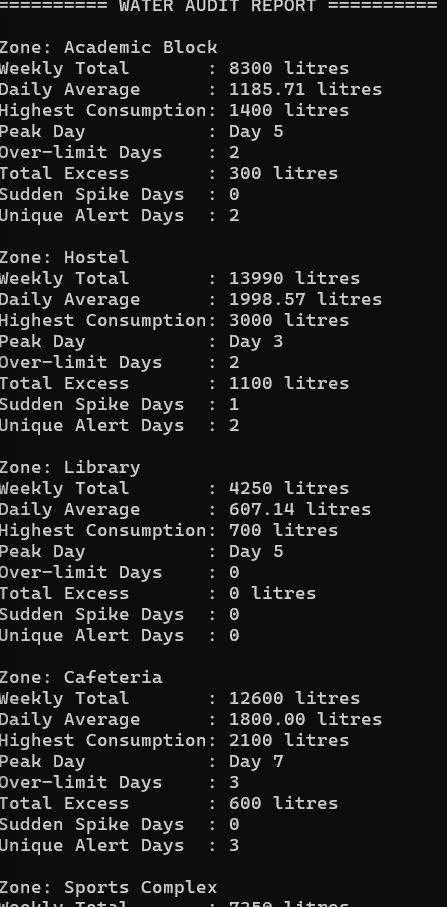 ========== WATER AUDIT REPORT ==========
Zone: Academic Block
Weekly Total       : 8300 litres
Daily Average      : 1185.71 litres
Highest Consumption: 1400 litres
Peak Day           : Day 5
Over-limit Days    : 2
Total Excess       : 300 litres
Sudden Spike Days  : 0
Unique Alert Days  : 2
Zone: Hostel
Weekly Total       : 13990 litres
Daily Average      : 1998.57 litres
Highest Consumption: 3000 litres
Peak Day           : Day 3
Over-limit Days    : 2
Total Excess       : 1100 litres
Sudden Spike Days  : 1
Unique Alert Days  : 2
Zone: Library
Weekly Total       : 4250 litres
Daily Average      : 607.14 litres
Highest Consumption: 700 litres
Peak Day           : Day 5
Over-limit Days    : 0
Total Excess       : 0 litres
Sudden Spike Days  : 0
Unique Alert Days  : 0
Zone: Cafeteria
Weekly Total       : 12600 litres
Daily Average      : 1800.00 litres
Highest Consumption: 2100 litres
Peak Day           : Day 7
Over-limit Days    : 3
Total Excess       : 600 litres
Sudden Spike Days  : 0
Unique Alert Days  : 3
Zone: Sports Complex
Weekly Total       : litres